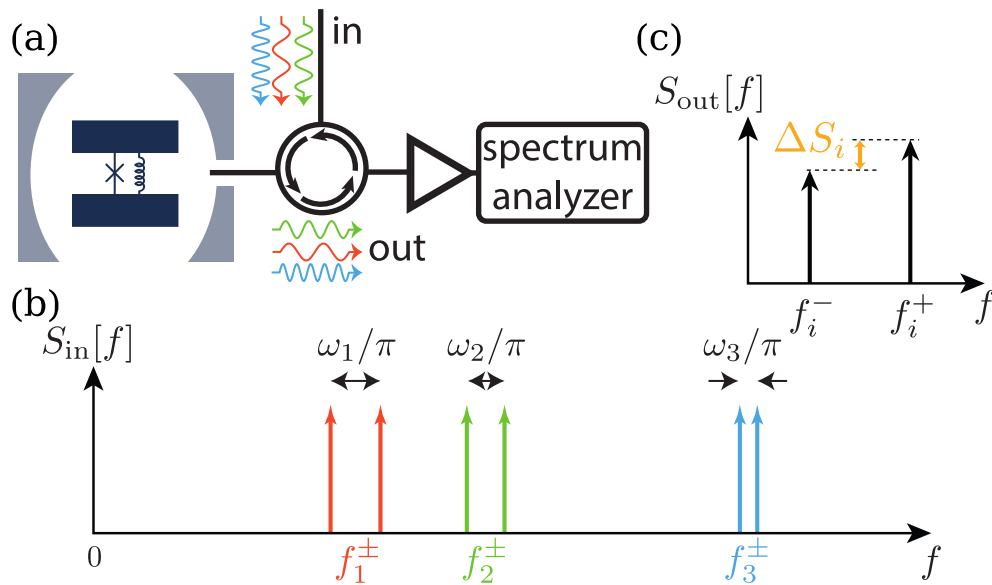 (a)
in
out
spectrum
analyzer
(c)
S_out[f]
ΔS_i
f_i^-
f_i^+
f
(b)
S_in[f]
ω_1/π
ω_2/π
ω_3/π
0
f_1^±
f_2^±
f_3^±
f